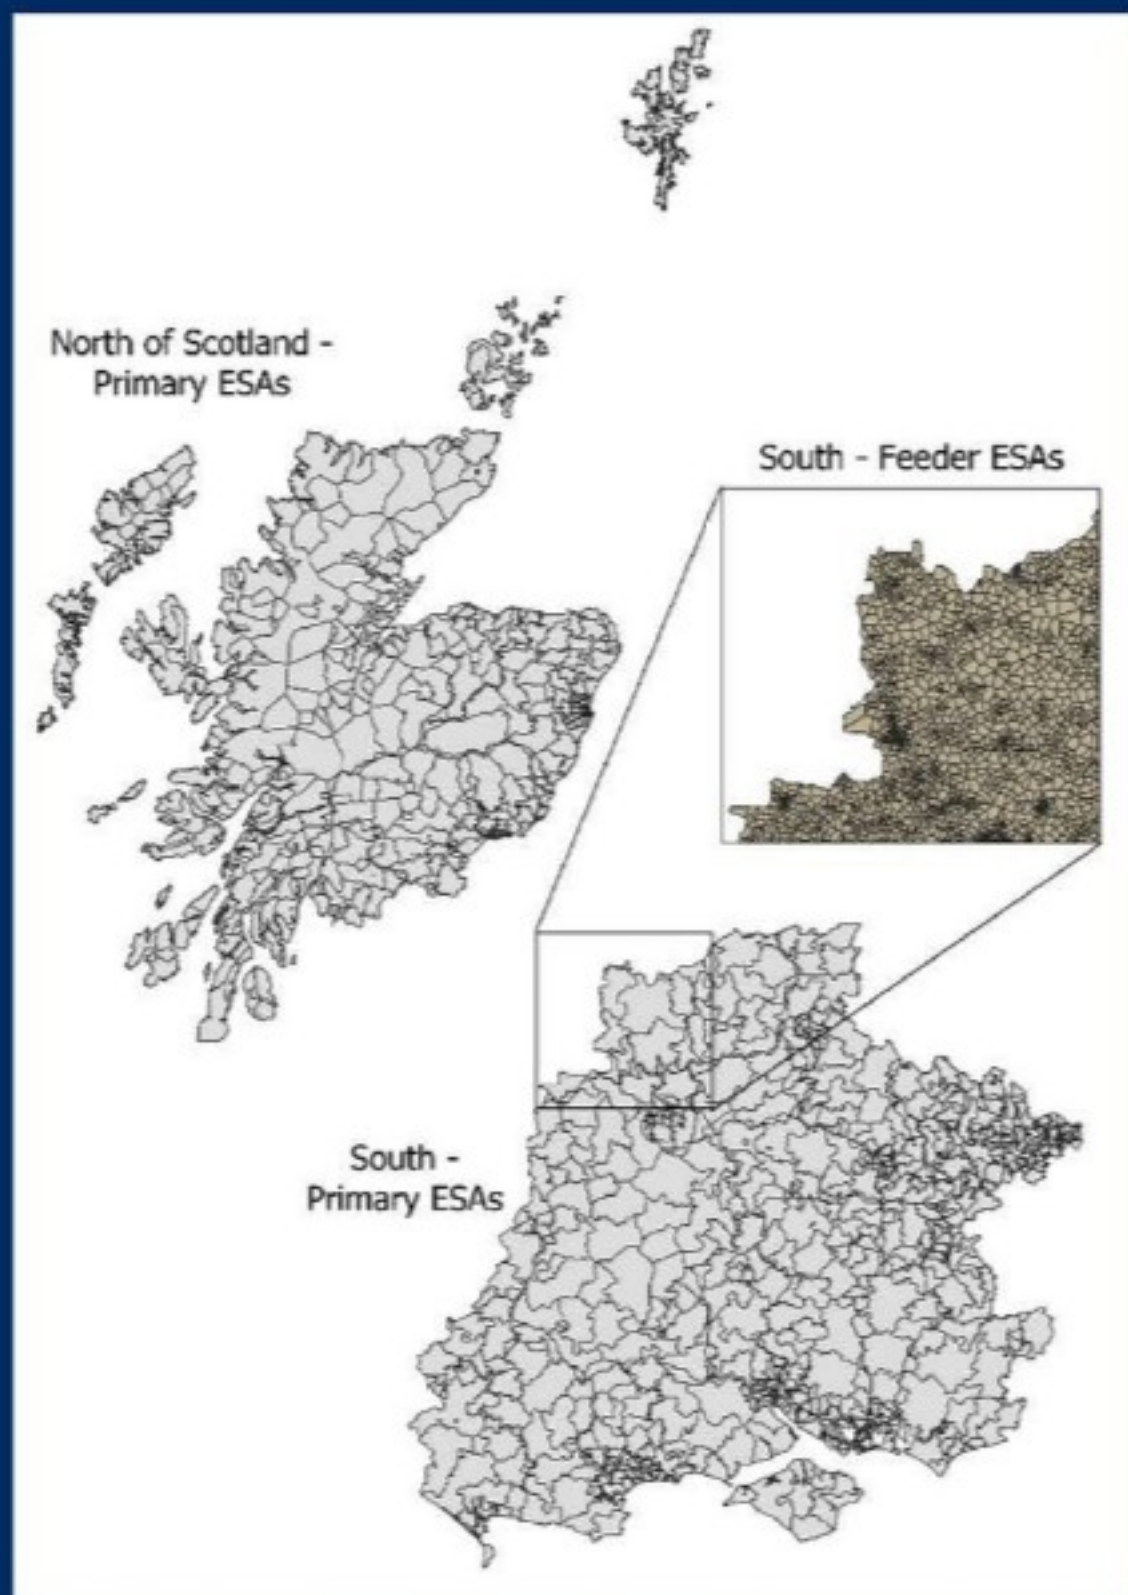 North of Scotland -
Primary ESAs
South - Feeder ESAs
South -
Primary ESAs